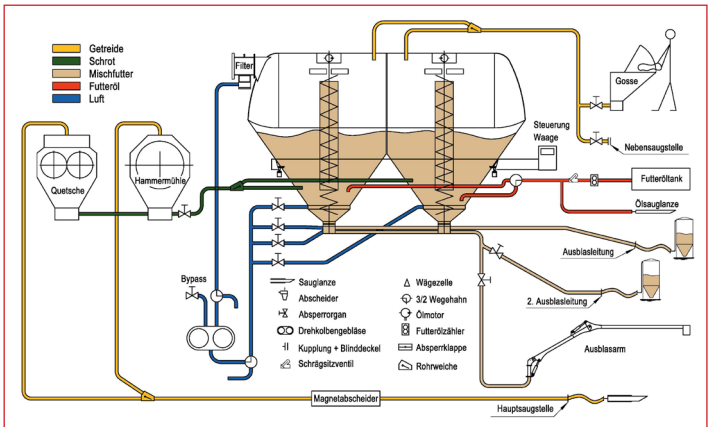 Getreide
Schrot
Mischfutter
Futteröl
Luft
Filter
Gosse
Steuerung
Waage
Nebensaugstelle
Quetsche
Hammermühle
Futteröltank
Ölsauglanze
Ausblasleitung
Bypass
2. Ausblasleitung
Sauglanze
Abscheider
Absperrorgan
Drehkolbengebläse
Kupplung + Blinddeckel
Schrägsitzventil
Wägezelle
3/2 Wegehahn
Ölmotor
Futterölzähler
Absperrklappe
Rohrweiche
Ausblasarm
Magnetabscheider
Hauptsaugstelle